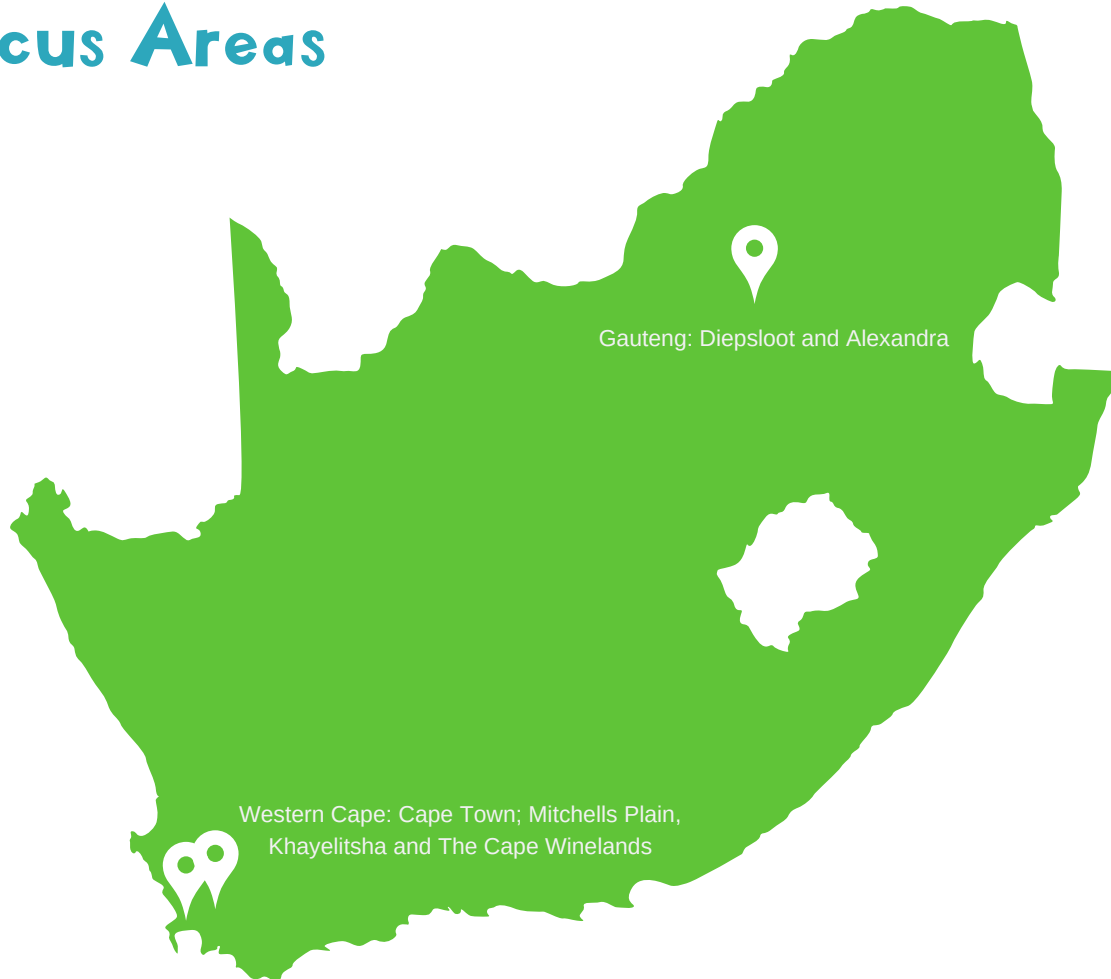 cus Areas
Gauteng: Diepsloot and Alexandra
Western Cape: Cape Town; Mitchells Plain,
Khayelitsha and The Cape Winelands